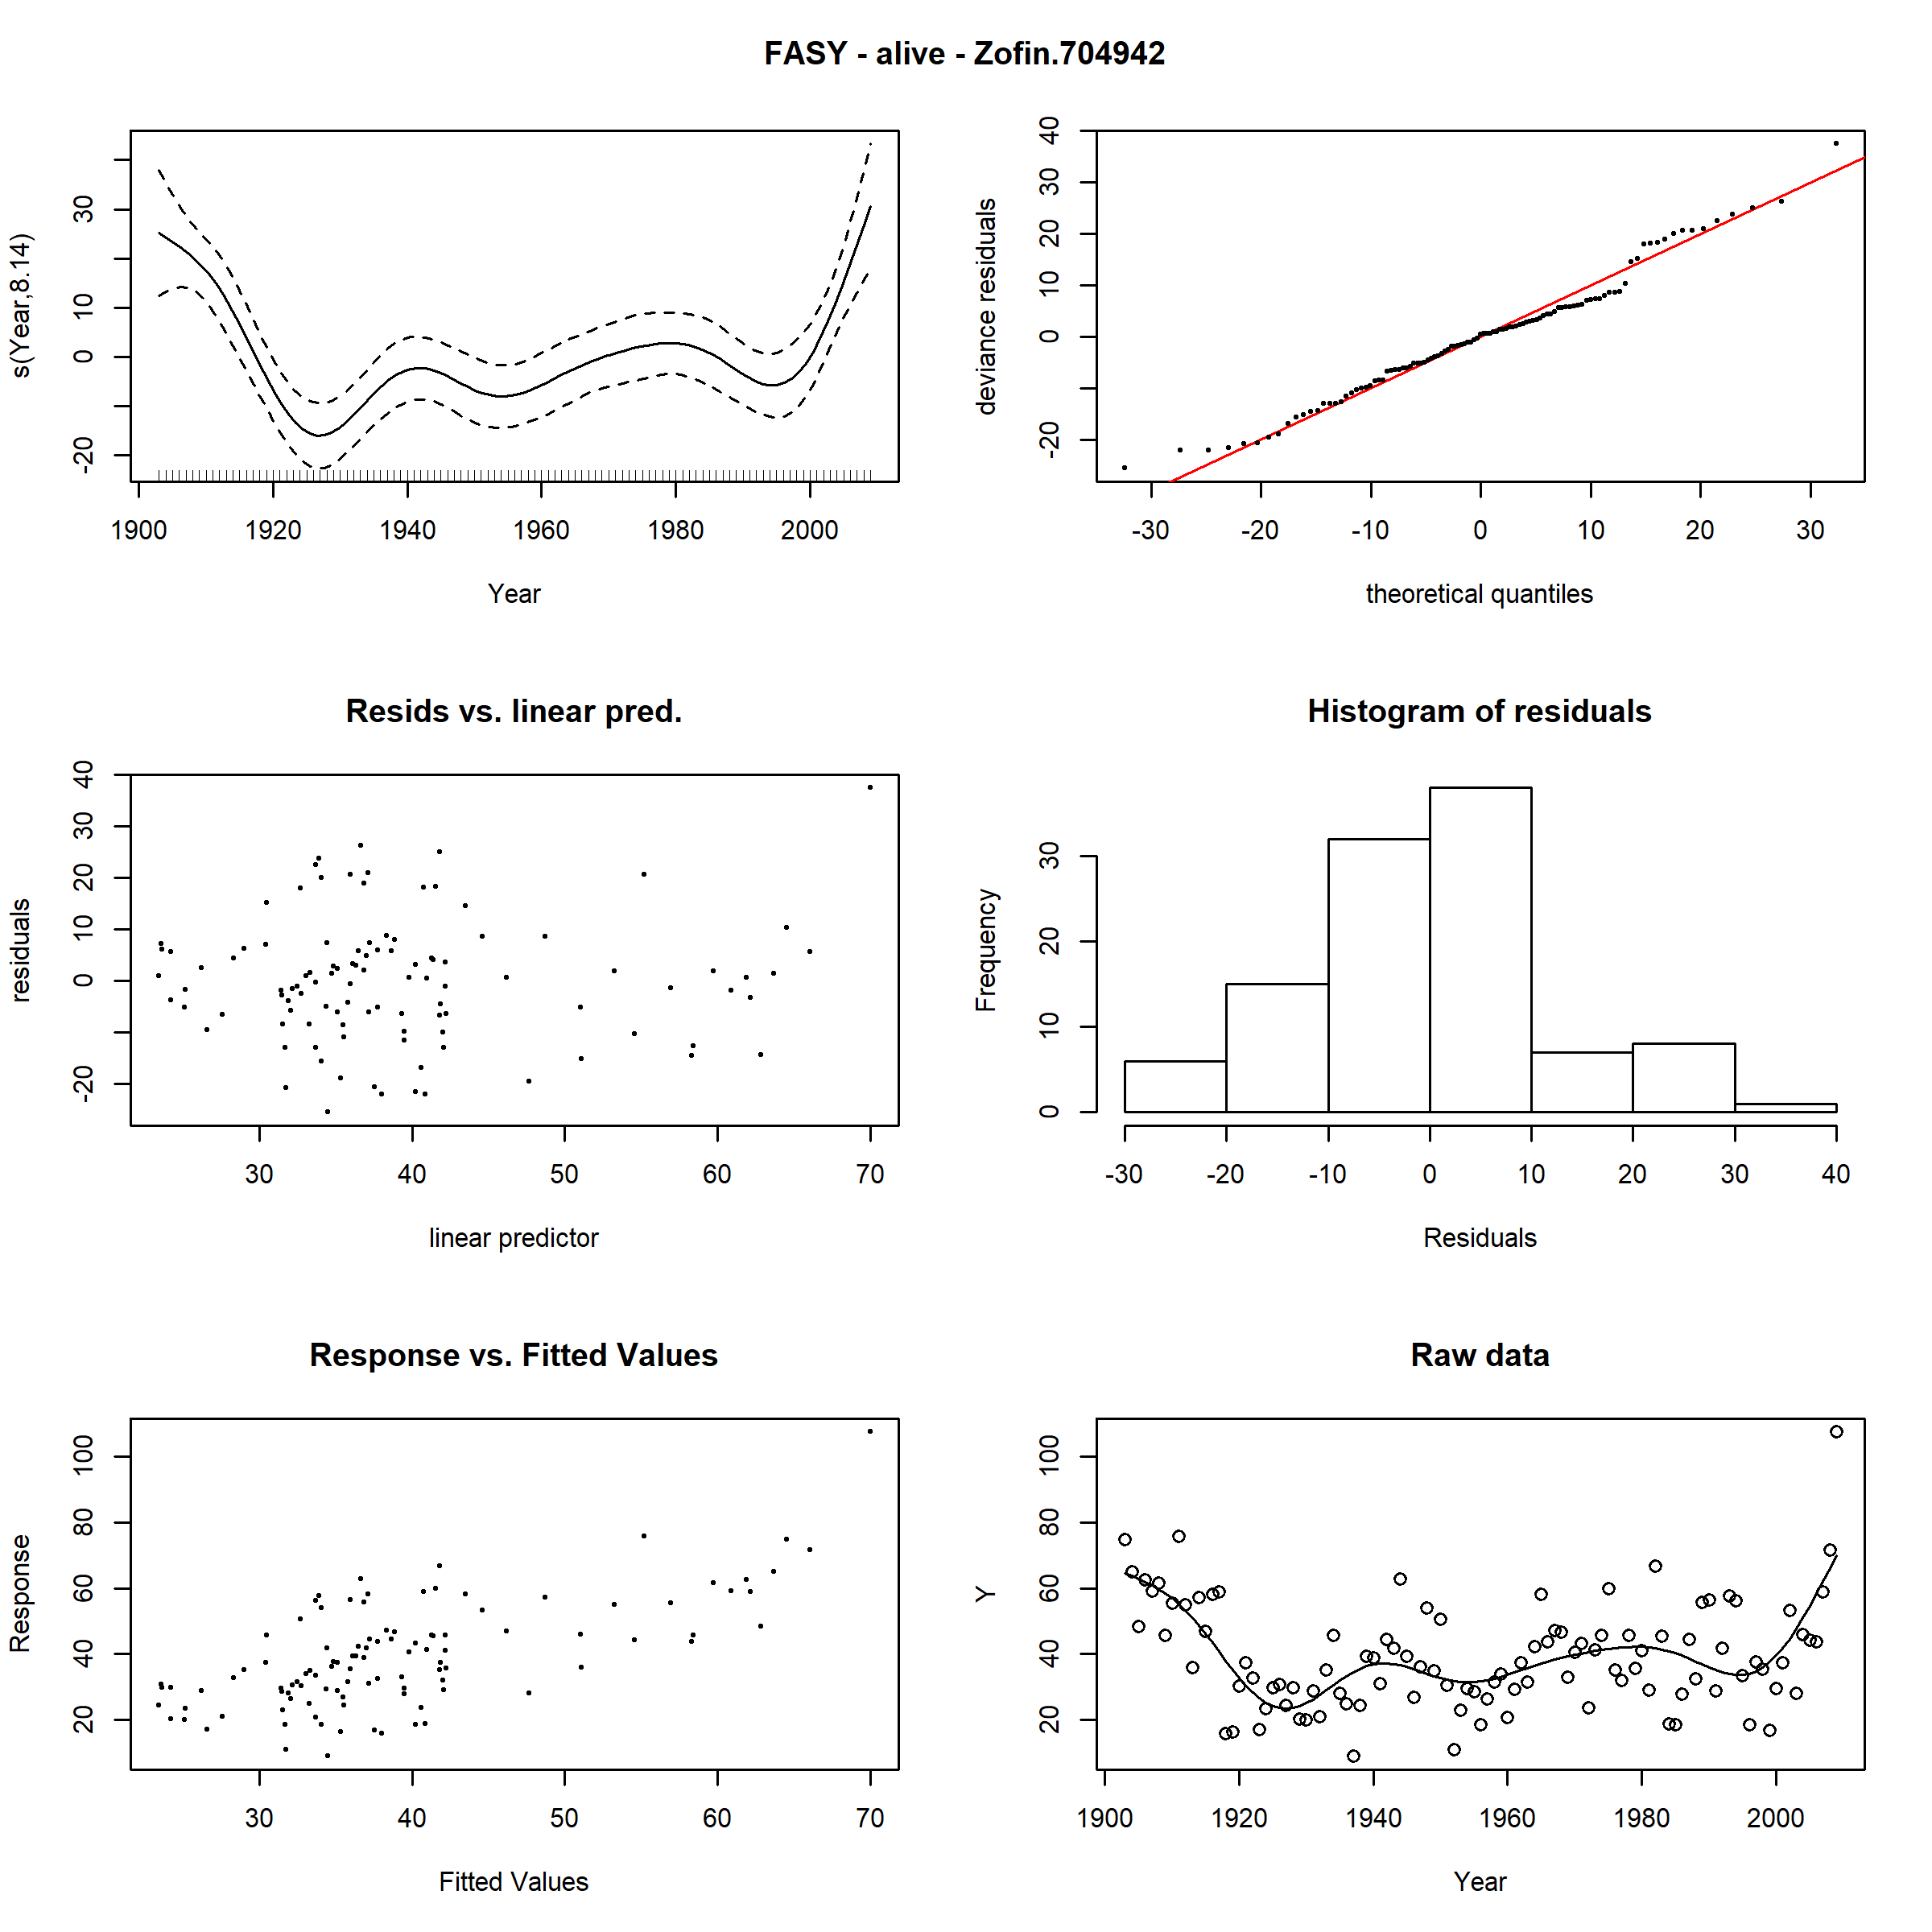 FASY - alive - Zofin.704942
s(Year,8.14)
-20 0 10 30
1900 1920 1940 1960 1980 2000
Year
deviance residuals
-20 0 10 20 30 40
-30 -20 -10 0 10 20 30
theoretical quantiles
Resids vs. linear pred.
residuals
-20 0 10 20 30 40
30 40 50 60 70
linear predictor
Histogram of residuals
Frequency
0 10 20 30
-30 -20 -10 0 10 20 30 40
Residuals
Response vs. Fitted Values
Response
20 40 60 80 100
30 40 50 60 70
Fitted Values
Raw data
Y
20 40 60 80 100
1900 1920 1940 1960 1980 2000
Year